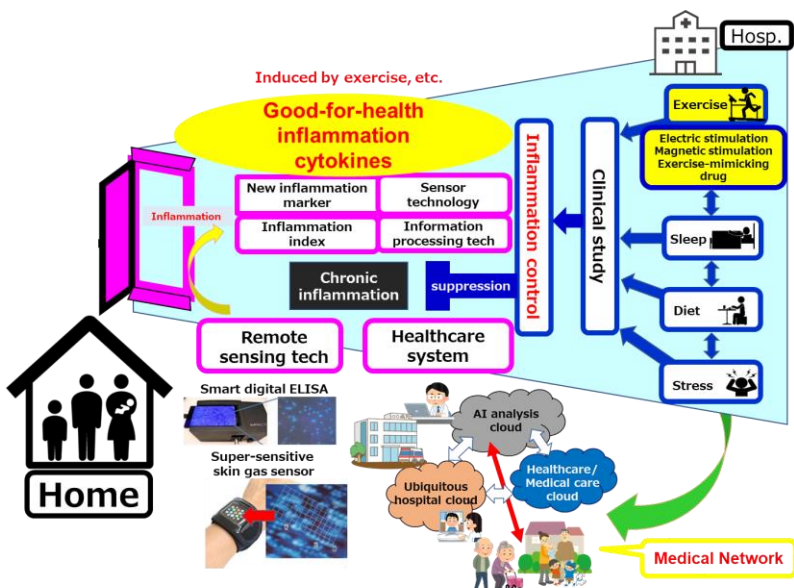 Hosp.
Induced by exercise, etc.
Good-for-health
inflammation
cytokines
Exercise
Electric stimulation
Magnetic stimulation
Exercise-mimicking
drug
New inflammation
marker
Sensor
technology
Inflammation
Inflammation
index
Information
processing tech
Inflammation control
Clinical study
Sleep
Chronic
inflammation
suppression
Diet
Remote
sensing tech
Healthcare
system
Stress
Smart digital ELISA
AI analysis
cloud
Super-sensitive
skin gas sensor
Ubiquitous
hospital cloud
Healthcare/
Medical care
cloud
Home
Medical Network